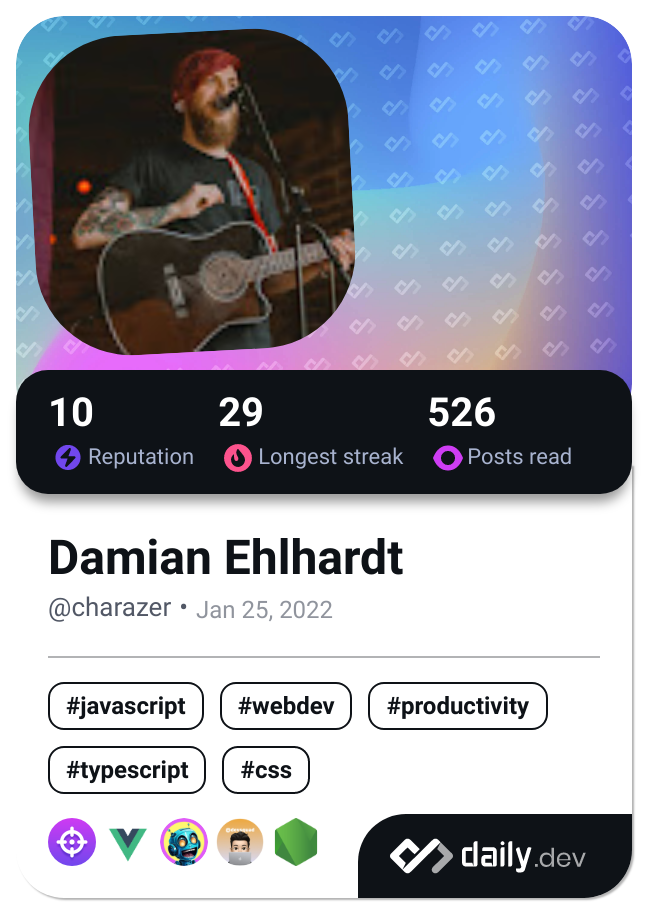 10 29 526
Reputation Longest streak Posts read
Damian Ehlhardt
@charazer • Jan 25, 2022
#javascript #webdev #productivity
#typescript #css
daily.dev